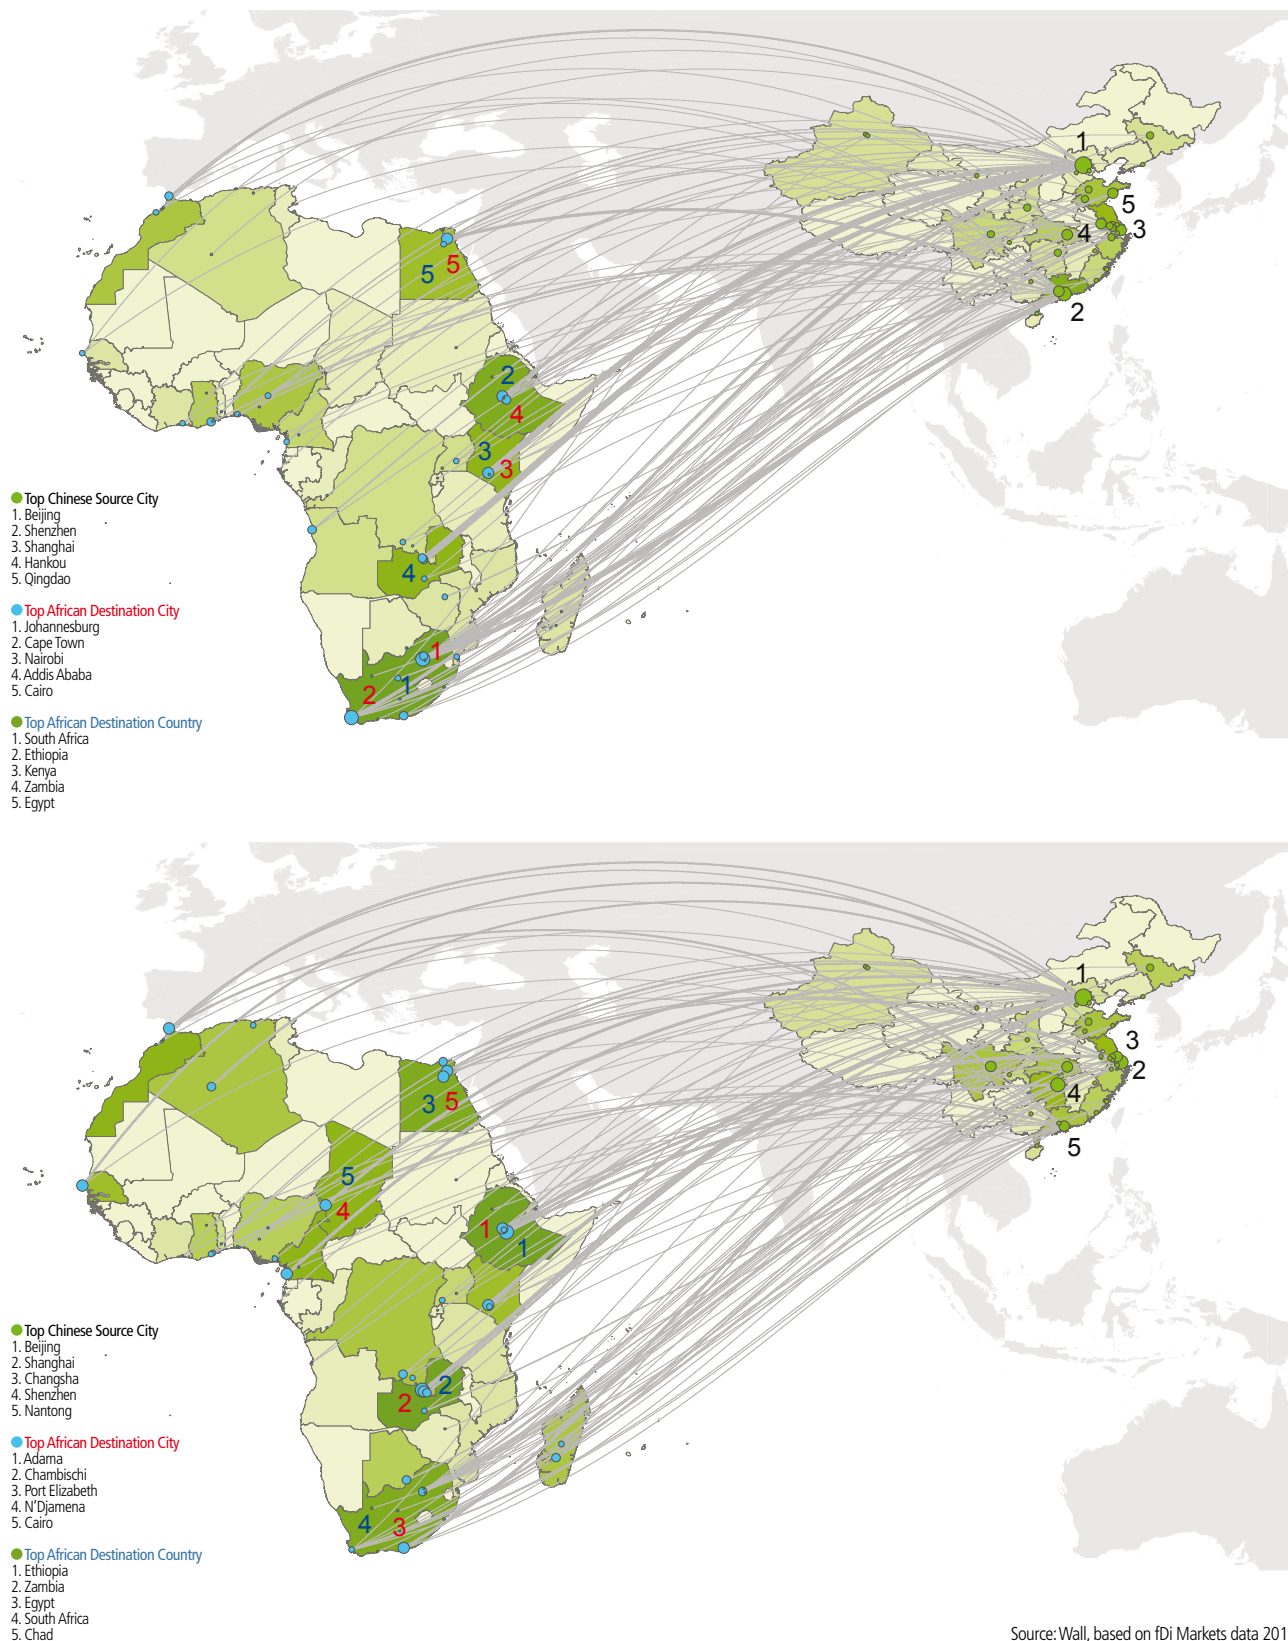 1
5
3
4
2
5
5
2
4
3
3
4
1
1
2
Top Chinese Source City
1. Beijing
2. Shenzhen
3. Shanghai
4. Hankou
5. Qingdao
Top African Destination City
1. Johannesburg
2. Cape Town
3. Nairobi
4. Addis Ababa
5. Cairo
Top African Destination Country
1. South Africa
2. Ethiopia
3. Kenya
4. Zambia
5. Egypt
1
3
2
4
5
3
5
5
4
1
1
2
2
4
3
Top Chinese Source City
1. Beijing
2. Shanghai
3. Changsha
4. Shenzhen
5. Nantong
Top African Destination City
1. Adama
2. Chambischi
3. Port Elizabeth
4. N'Djamena
5. Cairo
Top African Destination Country
1. Ethiopia
2. Zambia
3. Egypt
4. South Africa
5. Chad
Source: Wall, based on fDi Markets data 201